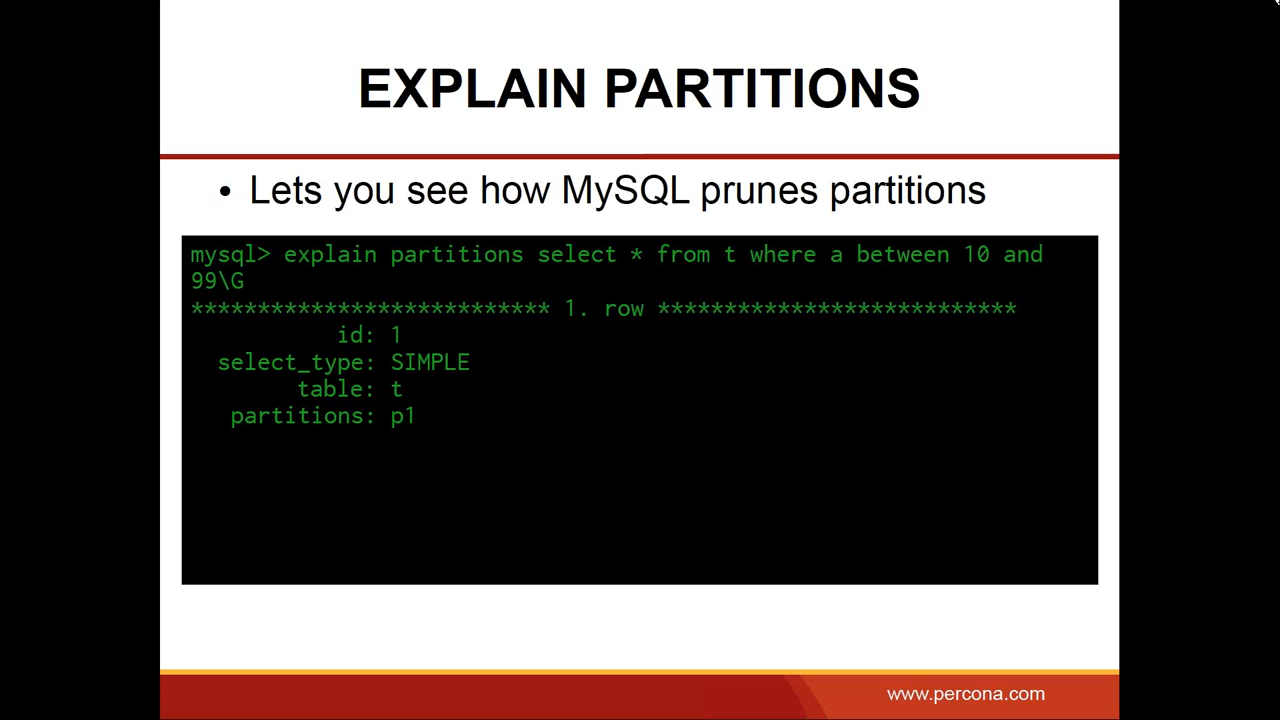 EXPLAIN PARTITIONS
• Lets you see how MySQL prunes partitions
mysql> explain partitions select * from t where a between 10 and
99\G
*************************** 1. row ***************************
id: 1
select_type: SIMPLE
table: t
partitions: p1
www.percona.com